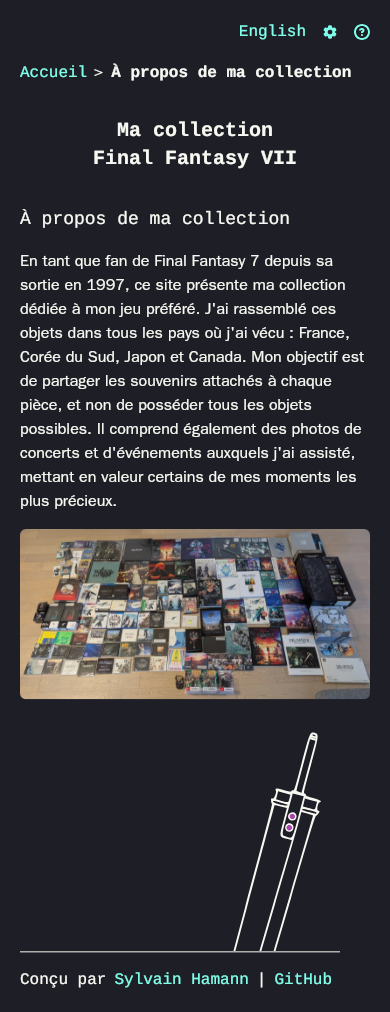 English
Accueil > À propos de ma collection
Ma collection
Final Fantasy VII
À propos de ma collection
En tant que fan de Final Fantasy 7 depuis sa
sortie en 1997, ce site présente ma collection
dédiée à mon jeu préféré. J'ai rassemblé ces
objets dans tous les pays où j'ai vécu : France,
Corée du Sud, Japon et Canada. Mon objectif est
de partager les souvenirs attachés à chaque
pièce, et non de posséder tous les objets
possibles. Il comprend également des photos de
concerts et d'événements auxquels j'ai assisté,
mettant en valeur certains de mes moments les
plus précieux.
Conçu par Sylvain Hamann | GitHub